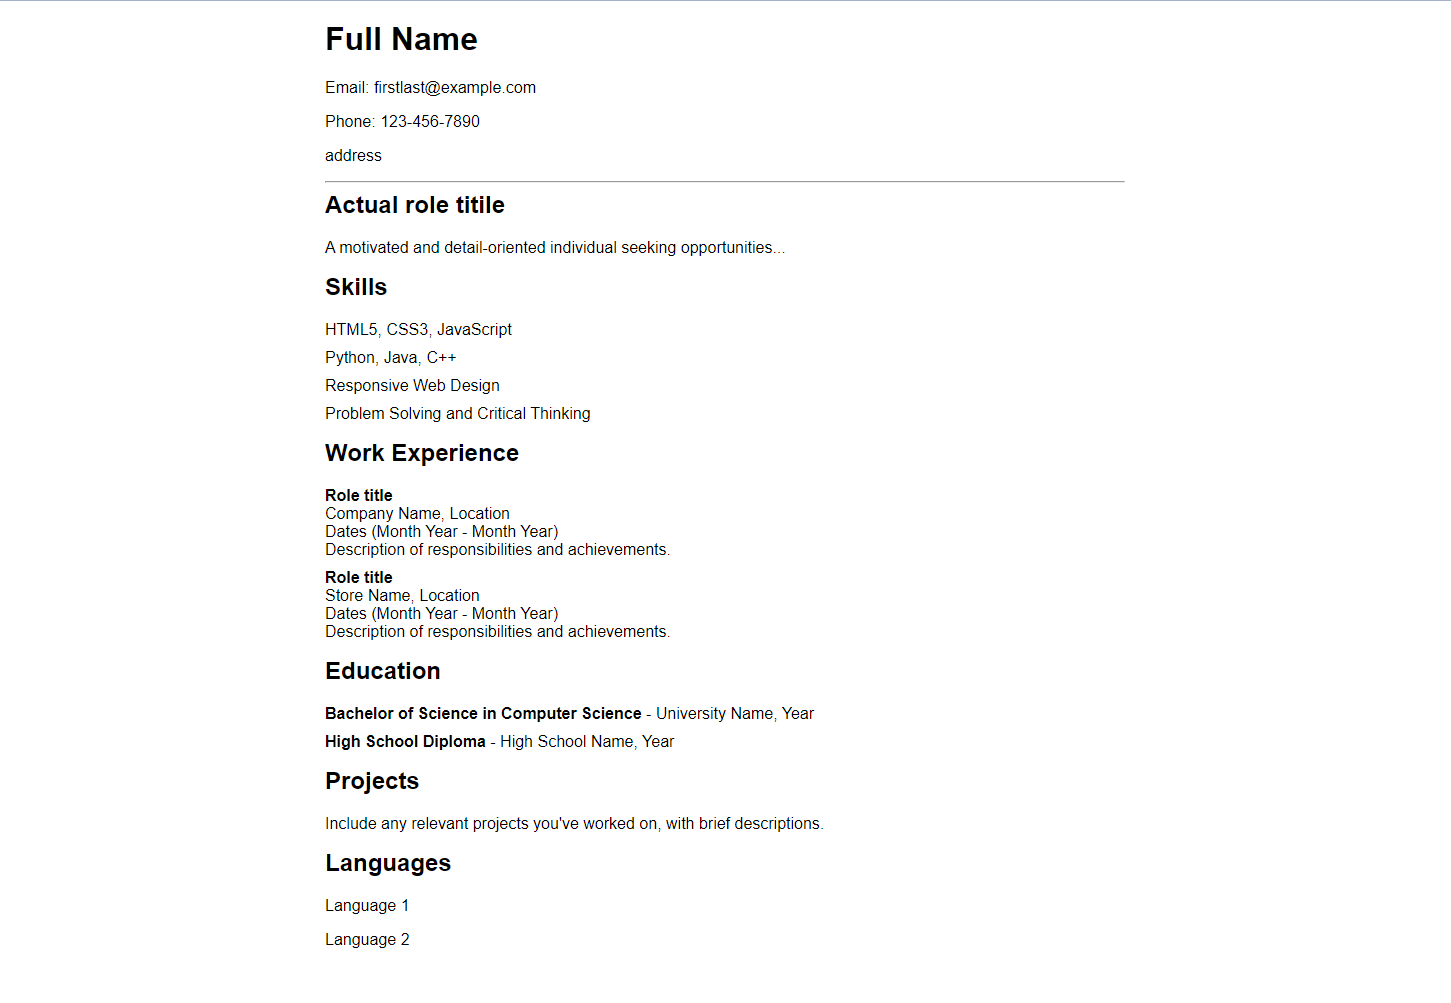 Full Name
Email: firstlast@example.com
Phone: 123-456-7890
address
Actual role titile
A motivated and detail-oriented individual seeking opportunities...
Skills
HTML5, CSS3, JavaScript
Python, Java, C++
Responsive Web Design
Problem Solving and Critical Thinking
Work Experience
Role title
Company Name, Location
Dates (Month Year - Month Year)
Description of responsibilities and achievements.
Role title
Store Name, Location
Dates (Month Year - Month Year)
Description of responsibilities and achievements.
Education
Bachelor of Science in Computer Science - University Name, Year
High School Diploma - High School Name, Year
Projects
Include any relevant projects you've worked on, with brief descriptions.
Languages
Language 1
Language 2